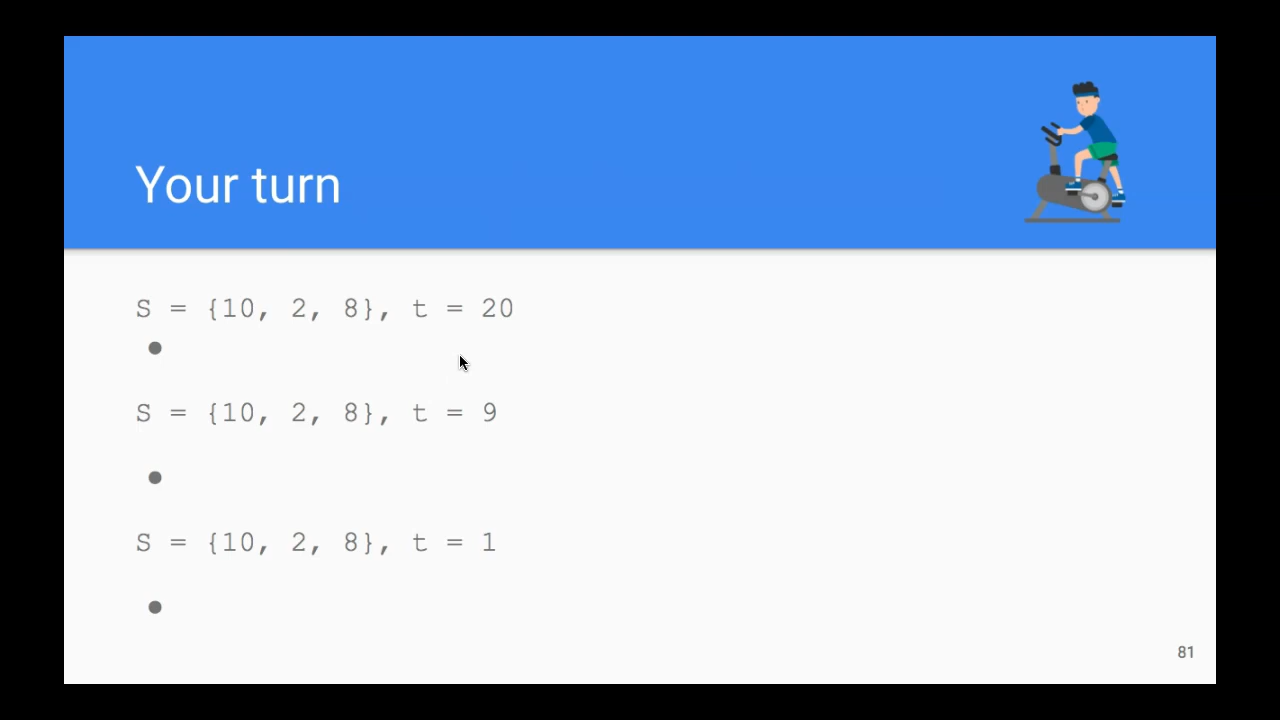 Your turn
S = {10, 2, 8}, t = 20
●
S = {10, 2, 8}, t = 9
●
S = {10, 2, 8}, t = 1
●
81